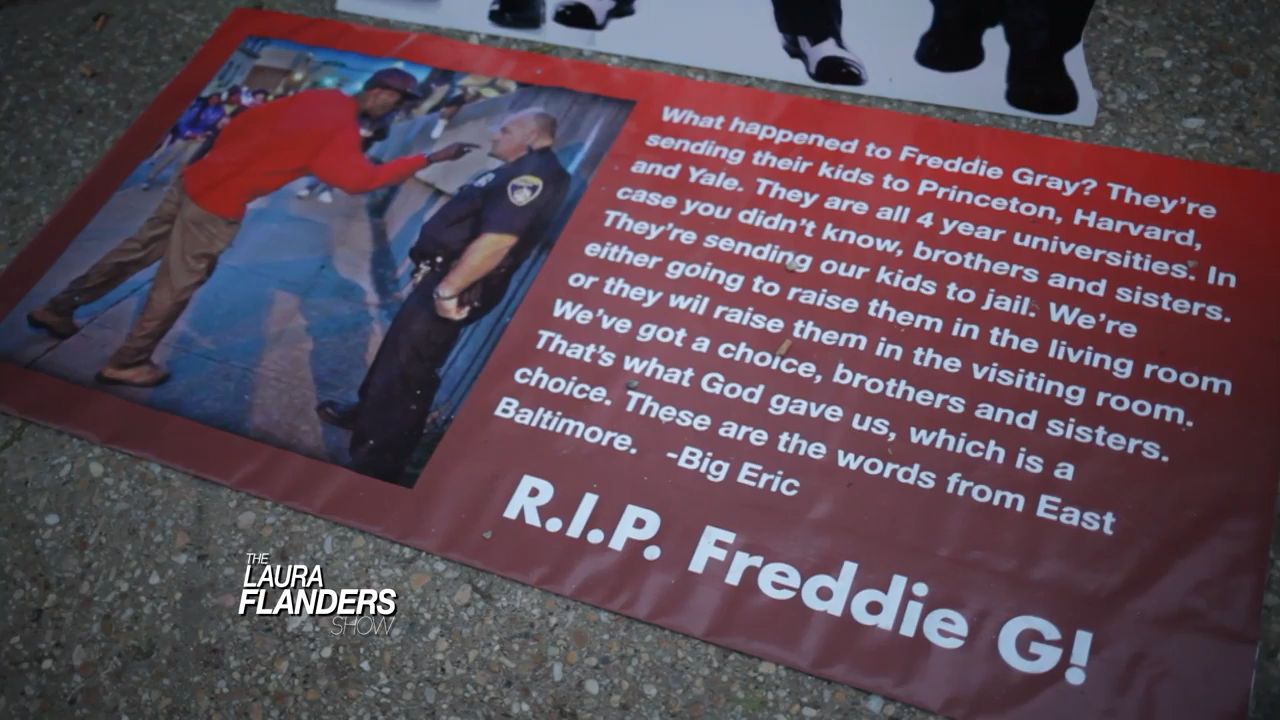 What happened to Freddie Gray? They're
sending their kids to Princeton, Harvard,
and Yale. They are all 4 year universities. In
case you didn't know, brothers and sisters.
They're sending our kids to jail. We're
either going to raise them in the living room
or they wil raise them in the visiting room.
We've got a choice, brothers and sisters.
That's what God gave us, which is a
choice. These are the words from East
Baltimore. -Big Eric
R.I.P. Freddie G!
THE
LAURA
FLANDERS
SHOW